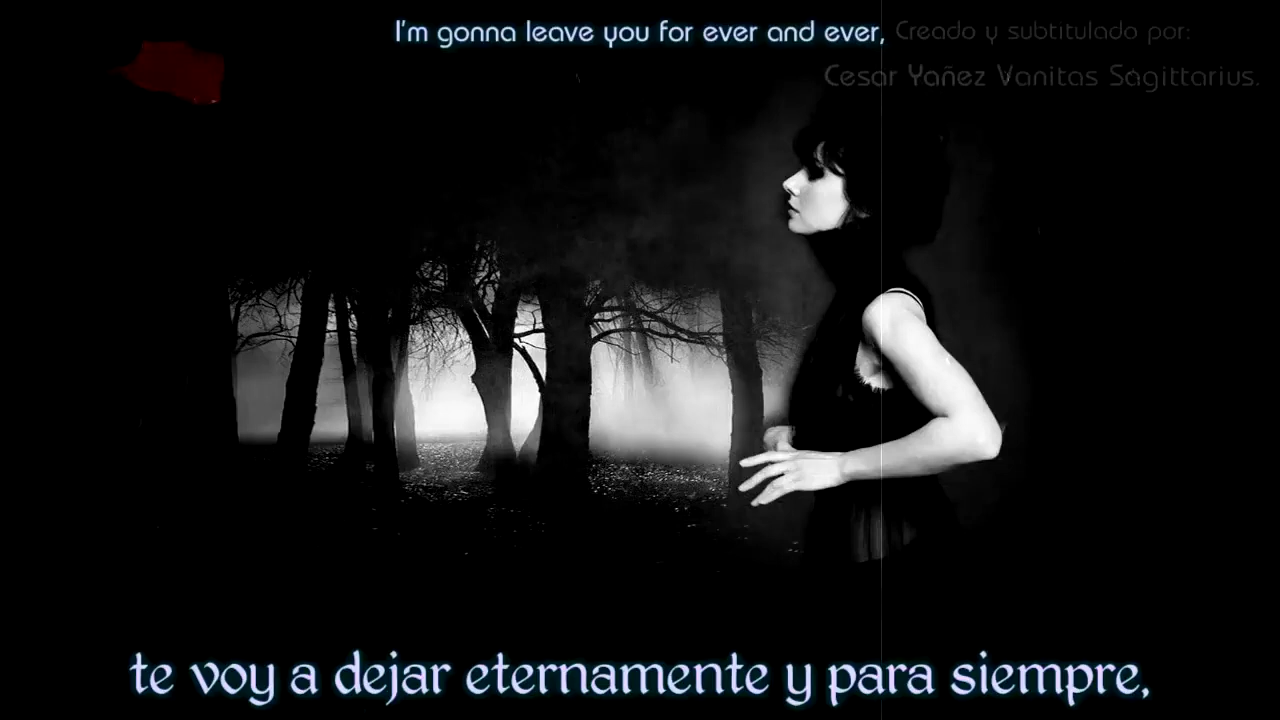 I'm gonna leave you for ever and ever, Creado y subtitulado por:
Cesar Yañez Vanitas Sagittarius.
te voy a dejar eternamente y para siempre,